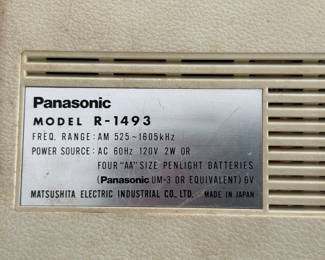 Panasonic
MODEL R-1493
FREQ. RANGE: AM 525~1605kHz
POWER SOURCE: AC 60Hz 120V 2W OR
FOUR "AA" SIZE PENLIGHT BATTERIES
(Panasonic UM-3 OR EQUIVALENT) 6V
MATSUSHITA ELECTRIC INDUSTRIAL CO., LTD. MADE IN JAPAN